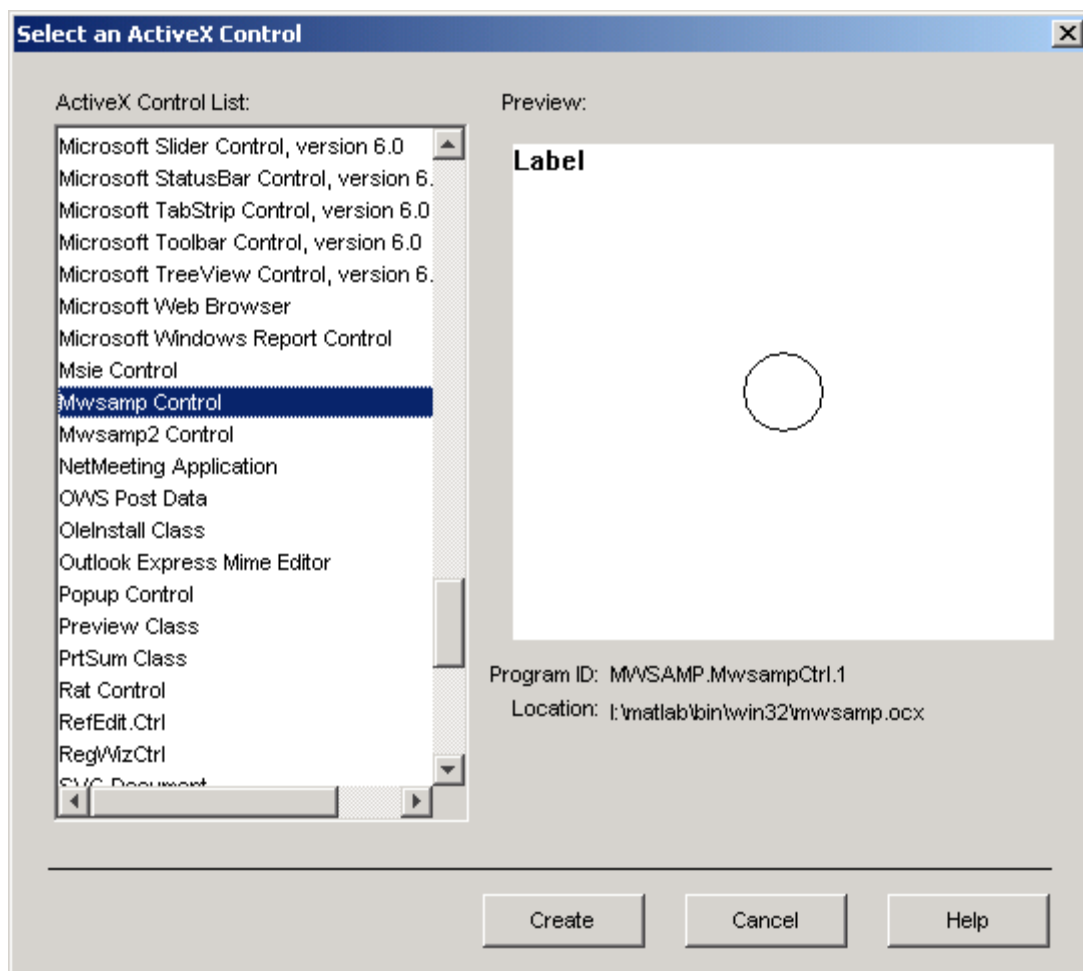 Select an ActiveX Control
ActiveX Control List:
Microsoft Slider Control, version 6.0
Microsoft StatusBar Control, version 6.
Microsoft TabStrip Control, version 6.0
Microsoft Toolbar Control, version 6.0
Microsoft TreeView Control, version 6.
Microsoft Web Browser
Microsoft Windows Report Control
Msie Control
Mwsamp Control
Mwsamp2 Control
NetMeeting Application
OWS Post Data
OleInstall Class
Outlook Express Mime Editor
Popup Control
Preview Class
PrtSum Class
Rat Control
RefEdit.Ctrl
RegWizCtrl
Document
Preview:
Label
Program ID: MWSAMP.MwsampCtrl.1
Location: I:\matlab\bin\win32\mwsamp.ocx
Create
Cancel
Help